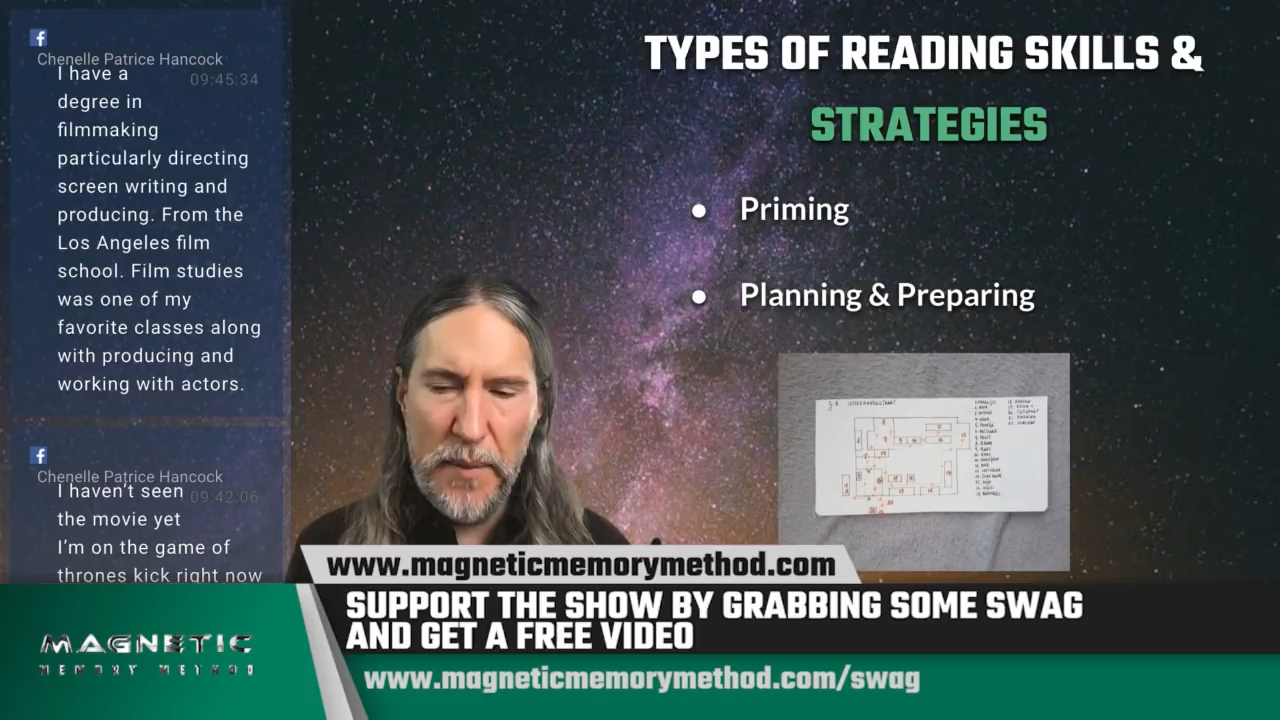 Chenelle Patrice Hancock
I have a
09:45:34
degree in
filmmaking
particularly directing
screen writing and
producing. From the
Los Angeles film
school. Film studies
was one of my
favorite classes along
with producing and
working with actors.
Chenelle Patrice Hancock
I haven't seen
09:42:06
the movie yet
I'm on the game of
thrones kick right now
TYPES OF READING SKILLS &
STRATEGIES
● Priming
● Planning & Preparing
www.magneticmemorymethod.com
SUPPORT THE SHOW BY GRABBING SOME SWAG
AND GET A FREE VIDEO
www.magneticmemorymethod.com/swag
MAGNETIC
MEMORY METHOD